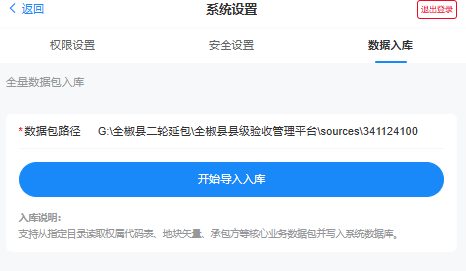 返回
系统设置
退出登录
权限设置 安全设置 数据入库
全量数据包入库
*数据包路径 G:\全椒县二轮延包\全椒县县级验收管理平台\sources\341124100
开始导入入库
入库说明：
支持从指定目录读取权属代码表、地块矢量、承包方等核心业务数据包并写入系统数据库。